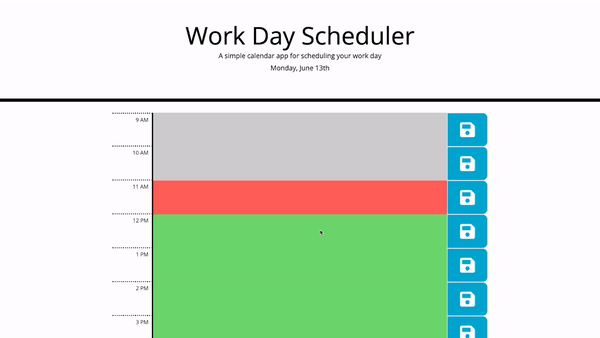 Work Day Scheduler
A simple calendar app for scheduling your work day
Monday, June 13th
9 AM
10 AM
11 AM
12 PM
1 PM
2 PM
3 PM